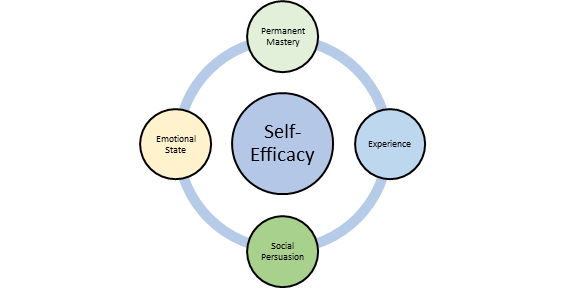 Permanent
Mastery
Emotional
State
Self-
Efficacy
Experience
Social
Persuasion